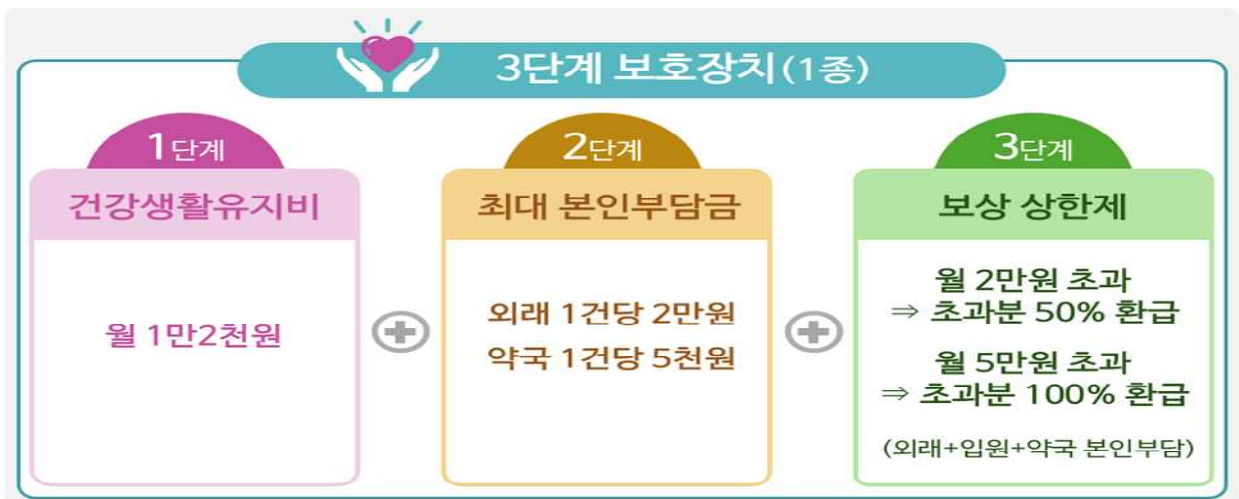 3단계 보호장치(1종)
1단계
건강생활유지비
월 1만2천원
2단계
최대 본인부담금
외래 1건당 2만원
약국 1건당 5천원
3단계
보상 상한제
월 2만원 초과
⇒ 초과분 50% 환급
월 5만원 초과
⇒ 초과분 100% 환급
(외래+입원+약국 본인부담)